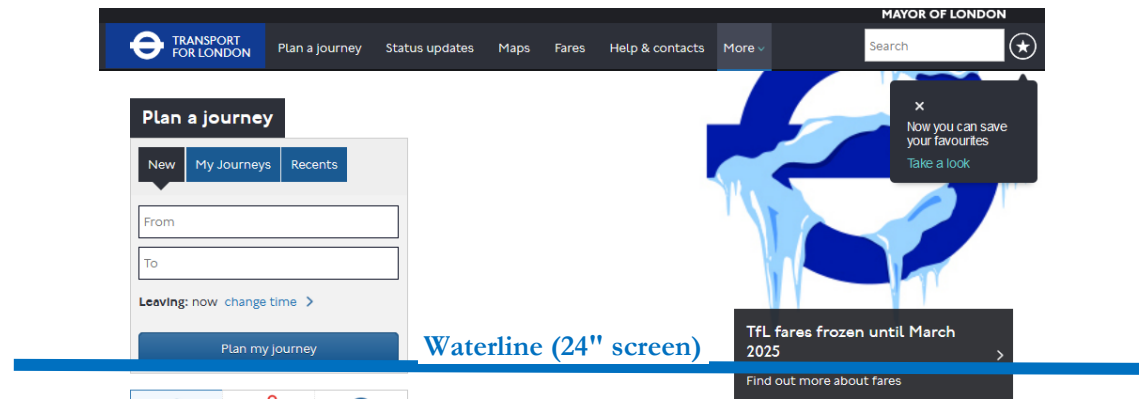 MAYOR OF LONDON
TRANSPORT
FOR LONDON
Plan a journey Status updates Maps Fares Help & contacts More Search
Plan a journey
Now you can save
your favourites
Take a look
New My Journeys Recents
From
To
Leaving: now change time
Plan my journey
Waterline (24" screen)
TfL fares frozen until March
2025
Find out more about fares